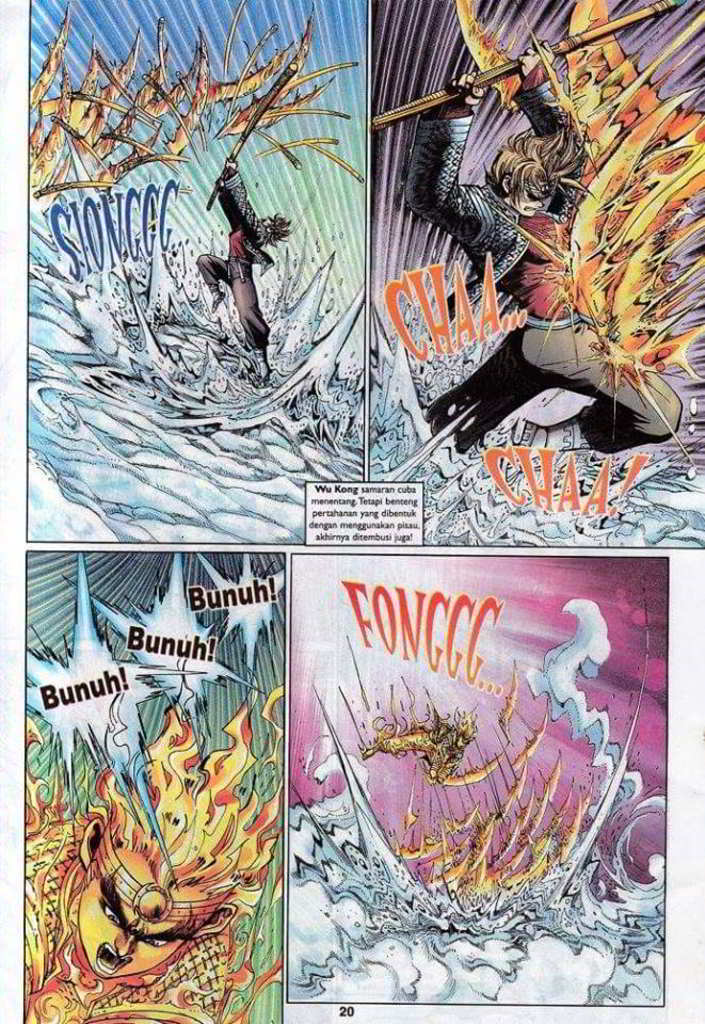 SIONGGG...
CHAA...
CHAA!
Wu Kong samaran cuba
menentang. Tetapi benteng
pertahanan yang dibentuk
dengan menggunakan pisau,
akhirnya ditembusi juga!
Bunuh!
Bunuh!
Bunuh!
FONGGG...
20